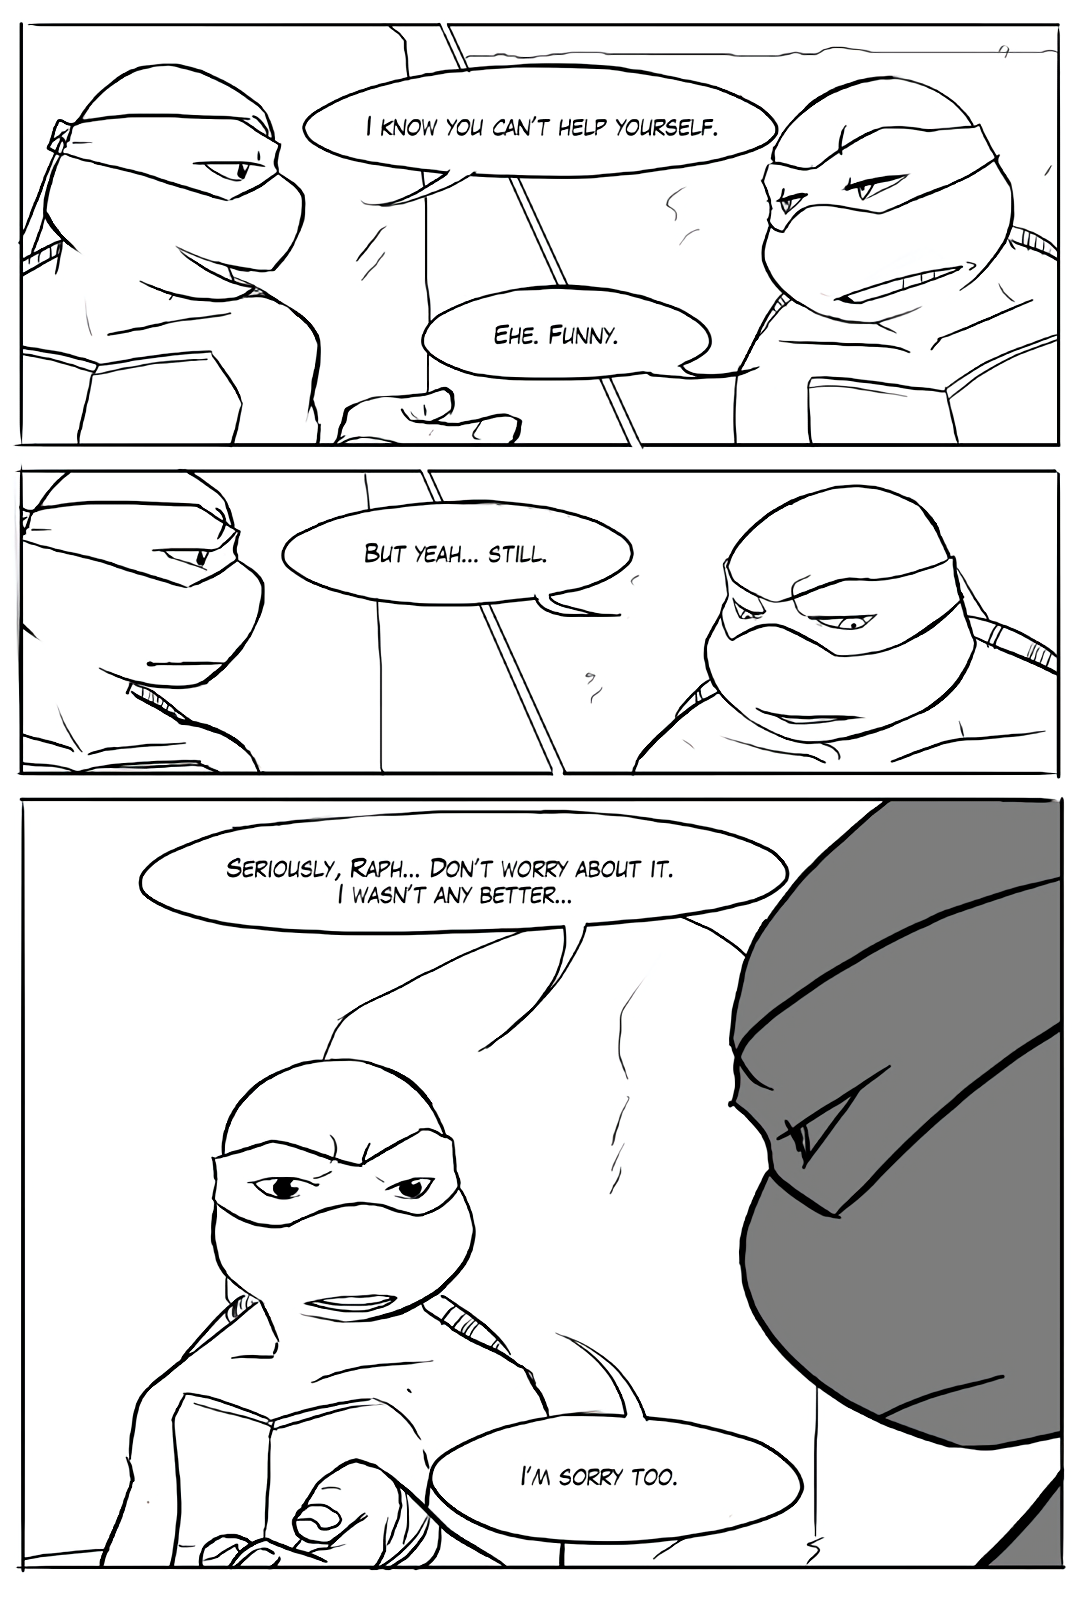 I KNOW YOU CAN'T HELP YOURSELF.
EHE. FUNNY.
BUT YEAH... STILL.
SERIOUSLY, RAPH... DON'T WORRY ABOUT IT.
I WASN'T ANY BETTER...
I'M SORRY TOO.